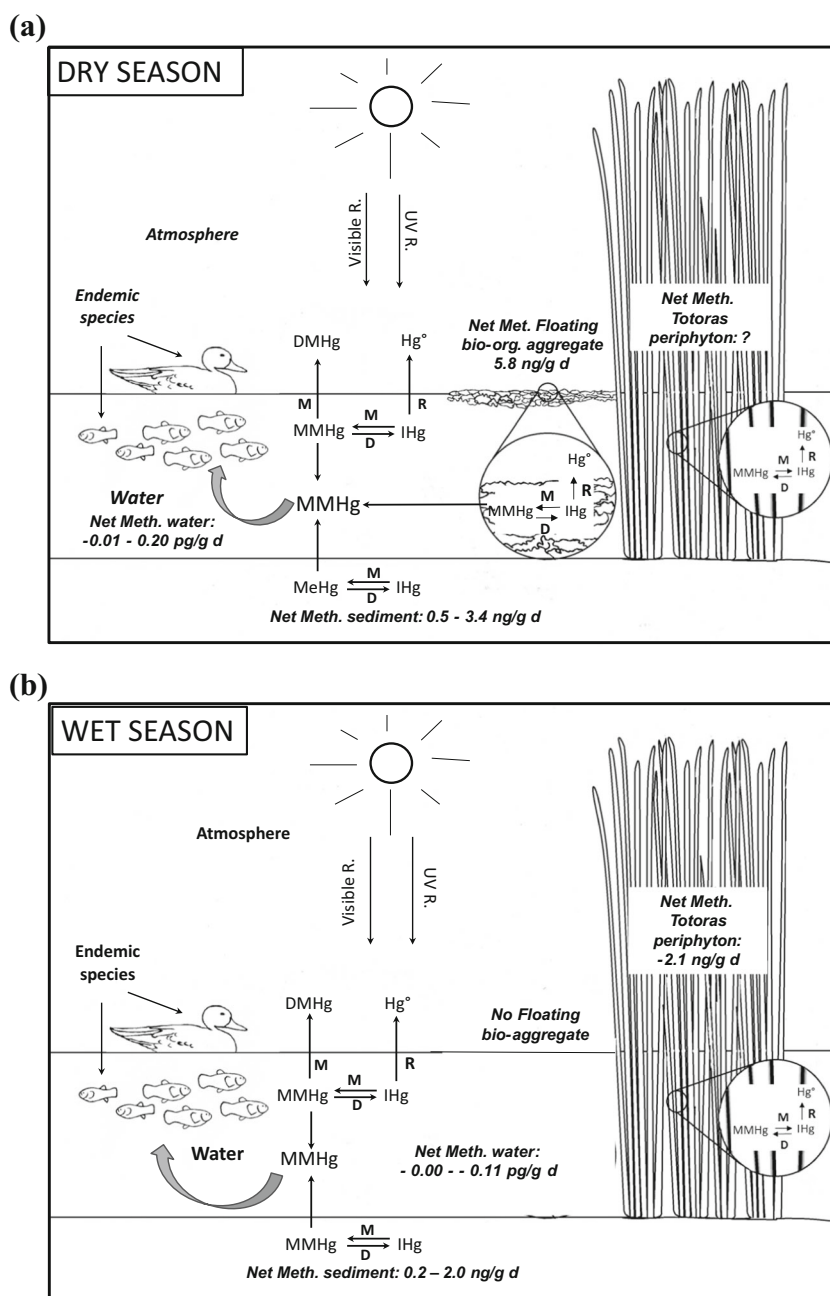 (a)
DRY SEASON
Visible R.
UV R.
Atmosphere
Endemic
species
Net Meth.
Totoras
periphyton: ?
Net Met. Floating
bio-org. aggregate
5.8 ng/g d
DMHg
Hg°
M
R
MMHg
M
D
IHg
Hg°
R
M
MMHg
IHg
D
Hg°
R
M
MMHg
IHg
D
Water
Net Meth. water:
-0.01 - 0.20 pg/g d
MMHg
MeHg
M
D
IHg
Net Meth. sediment: 0.5 - 3.4 ng/g d
(b)
WET SEASON
Atmosphere
Visible R.
UV R.
Net Meth.
Totoras
periphyton:
-2.1 ng/g d
Endemic
species
DMHg
Hg°
No Floating
bio-aggregate
M
R
MMHg
M
D
IHg
Hg°
R
M
MMHg
IHg
D
Water
MMHg
Net Meth. water:
- 0.00 - - 0.11 pg/g d
MMHg
M
D
IHg
Net Meth. sediment: 0.2 – 2.0 ng/g d